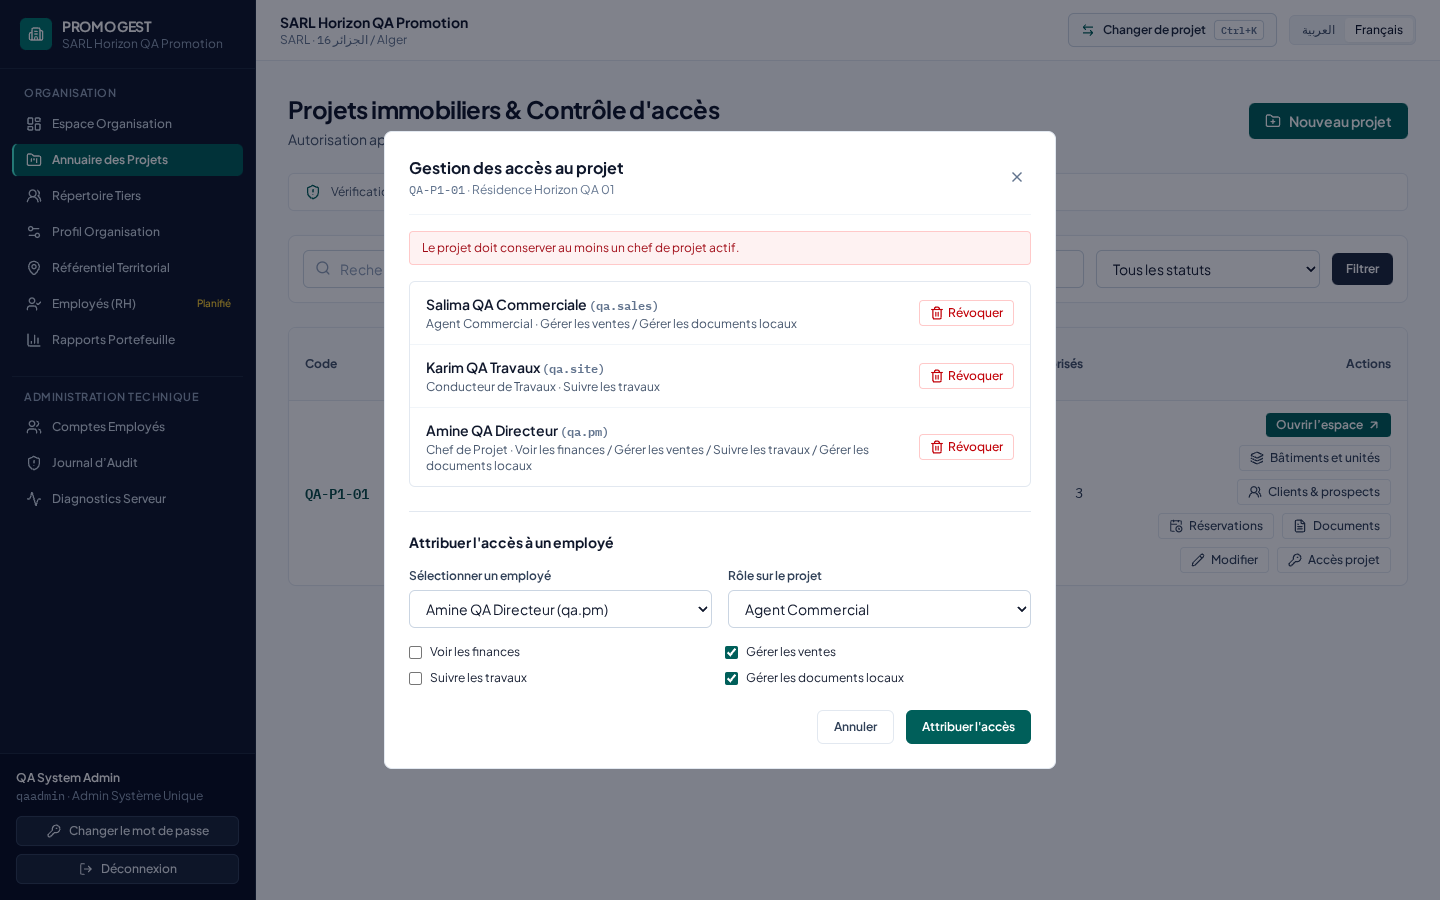 PROMOGEST
SARL Horizon QA Promotion
ORGANISATION
Espace Organisation
Annuaire des Projets
Répertoire Tiers
Profil Organisation
Référentiel Territorial
Employés (RH) Planifié
Rapports Portefeuille
ADMINISTRATION TECHNIQUE
Comptes Employés
Journal d'Audit
Diagnostics Serveur
QA System Admin
qaadmin · Admin Système Unique
Changer le mot de passe
Déconnexion
SARL Horizon QA Promotion
SARL · 16 الجزائر / Alger
Changer de projet Ctrl+K
العربية Français
Projets immobiliers & Contrôle d'accès
Autorisation
Nouveau projet
Tous les statuts
Filtrer
Code Actions
QA-P1-01
3
Ouvrir l'espace
Bâtiments et unités
Clients & prospects
Réservations Documents
Modifier Accès projet
Gestion des accès au projet
QA-P1-01 · Résidence Horizon QA 01
Le projet doit conserver au moins un chef de projet actif.
Salima QA Commerciale (qa.sales)
Agent Commercial · Gérer les ventes / Gérer les documents locaux
Révoquer
Karim QA Travaux (qa.site)
Conducteur de Travaux · Suivre les travaux
Révoquer
Amine QA Directeur (qa.pm)
Chef de Projet · Voir les finances / Gérer les ventes / Suivre les travaux / Gérer les
documents locaux
Révoquer
Attribuer l'accès à un employé
Sélectionner un employé Rôle sur le projet
Amine QA Directeur (qa.pm) Agent Commercial
Voir les finances Gérer les ventes
Suivre les travaux Gérer les documents locaux
Annuler Attribuer l'accès